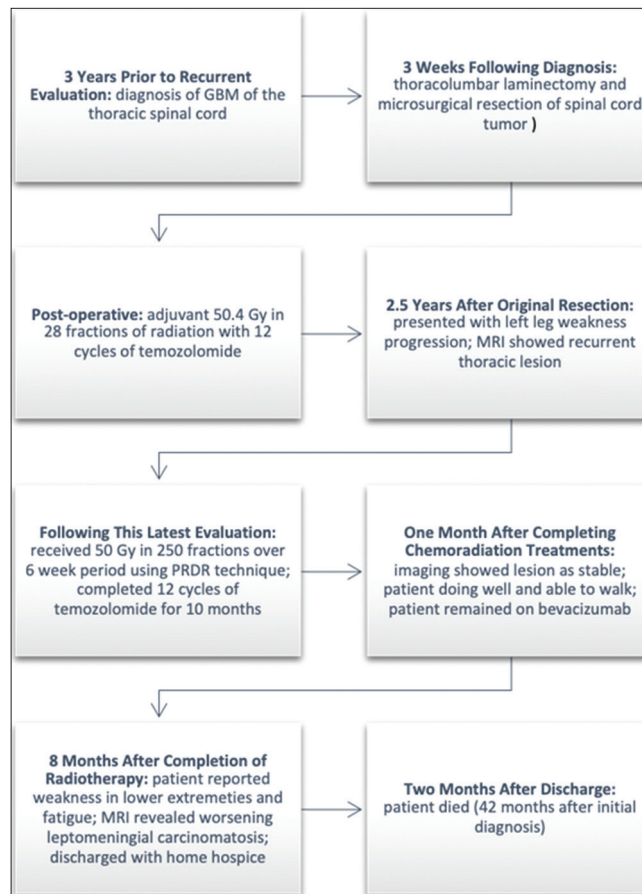 3 Years Prior to Recurrent
Evaluation: diagnosis of GBM of the
thoracic spinal cord
3 Weeks Following Diagnosis:
thoracolumbar laminectomy and
microsurgical resection of spinal cord
tumor )
Post-operative: adjuvant 50.4 Gy in
28 fractions of radiation with 12
cycles of temozolomide
2.5 Years After Original Resection:
presented with left leg weakness
progression; MRI showed recurrent
thoracic lesion
Following This Latest Evaluation:
received 50 Gy in 250 fractions over
6 week period using PRDR technique;
completed 12 cycles of
temozolomide for 10 months
One Month After Completing
Chemoradiation Treatments:
imaging showed lesion as stable;
patient doing well and able to walk;
patient remained on bevacizumab
8 Months After Completion of
Radiotherapy: patient reported
weakness in lower extremeties and
fatigue; MRI revealed worsening
leptomeningial carcinomatosis;
discharged with home hospice
Two Months After Discharge:
patient died (42 months after initial
diagnosis)